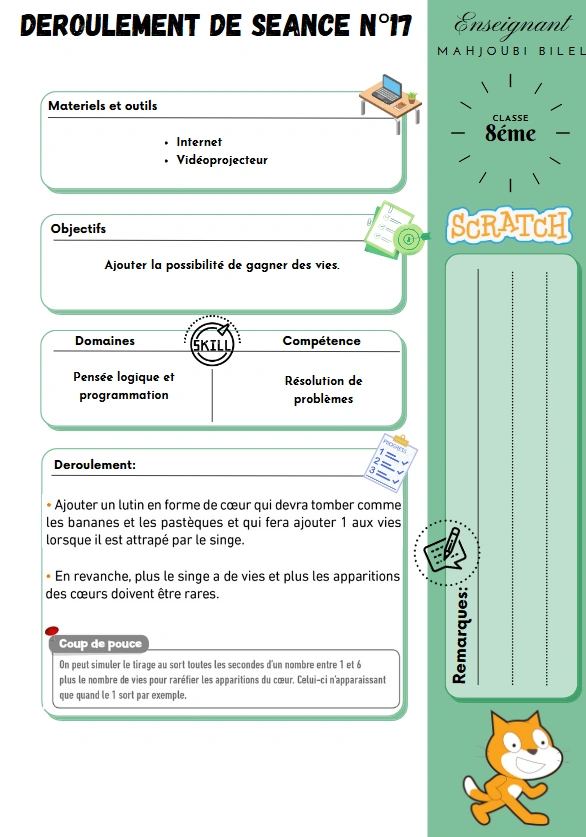 DEROULEMENT DE SEANCE N°17
Enseignant
MAHJOUBI BILEL
CLASSE
8éme
SCRATCH
Materiels et outils
• Internet
• Vidéoprojecteur
Objectifs
Ajouter la possibilité de gagner des vies.
SKILL
Domaines
Compétence
Pensée logique et
programmation
Résolution de
problèmes
PROGRESS
1
2
3
Deroulement:
• Ajouter un lutin en forme de cœur qui devra tomber comme
les bananes et les pastèques et qui fera ajouter 1 aux vies
lorsque il est attrapé par le singe.
• En revanche, plus le singe a de vies et plus les apparitions
des cœurs doivent être rares.
Coup de pouce
On peut simuler le tirage au sort toutes les secondes d'un nombre entre 1 et 6
plus le nombre de vies pour raréfier les apparitions du cœur. Celui-ci n'apparaissant
que quand le 1 sort par exemple.
Remarques: